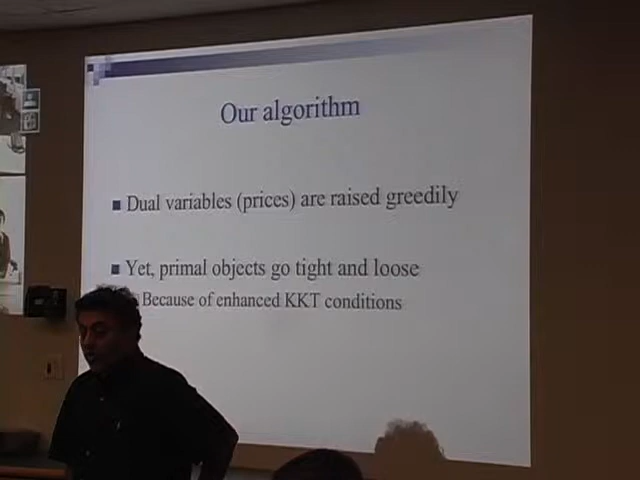 Our algorithm
Dual variables (prices) are raised greedily
Yet, primal objects go tight and loose
Because of enhanced KKT conditions